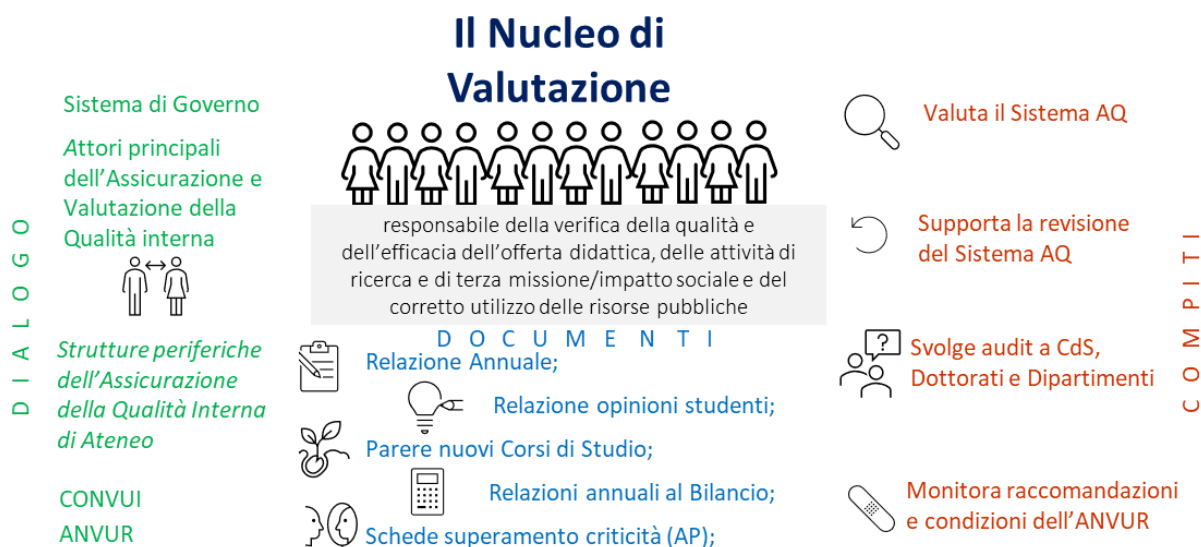 Il Nucleo di
Valutazione
responsabile della verifica della qualità e
dell'efficacia dell'offerta didattica, delle attività di
ricerca e di terza missione/impatto sociale e del
corretto utilizzo delle risorse pubbliche
DIALOGO
Sistema di Governo
Attori principali
dell'Assicurazione e
Valutazione della
Qualità interna
Strutture periferiche
dell'Assicurazione
della Qualità Interna
di Ateneo
CONVUI
ANVUR
DOCUMENTI
Relazione Annuale;
Relazione opinioni studenti;
Parere nuovi Corsi di Studio;
Relazioni annuali al Bilancio;
Schede superamento criticità (AP);
COMPITI
Valuta il Sistema AQ
Supporta la revisione
del Sistema AQ
?
Svolge audit a CdS,
Dottorati e Dipartimenti
Monitora raccomandazioni
e condizioni dell'ANVUR